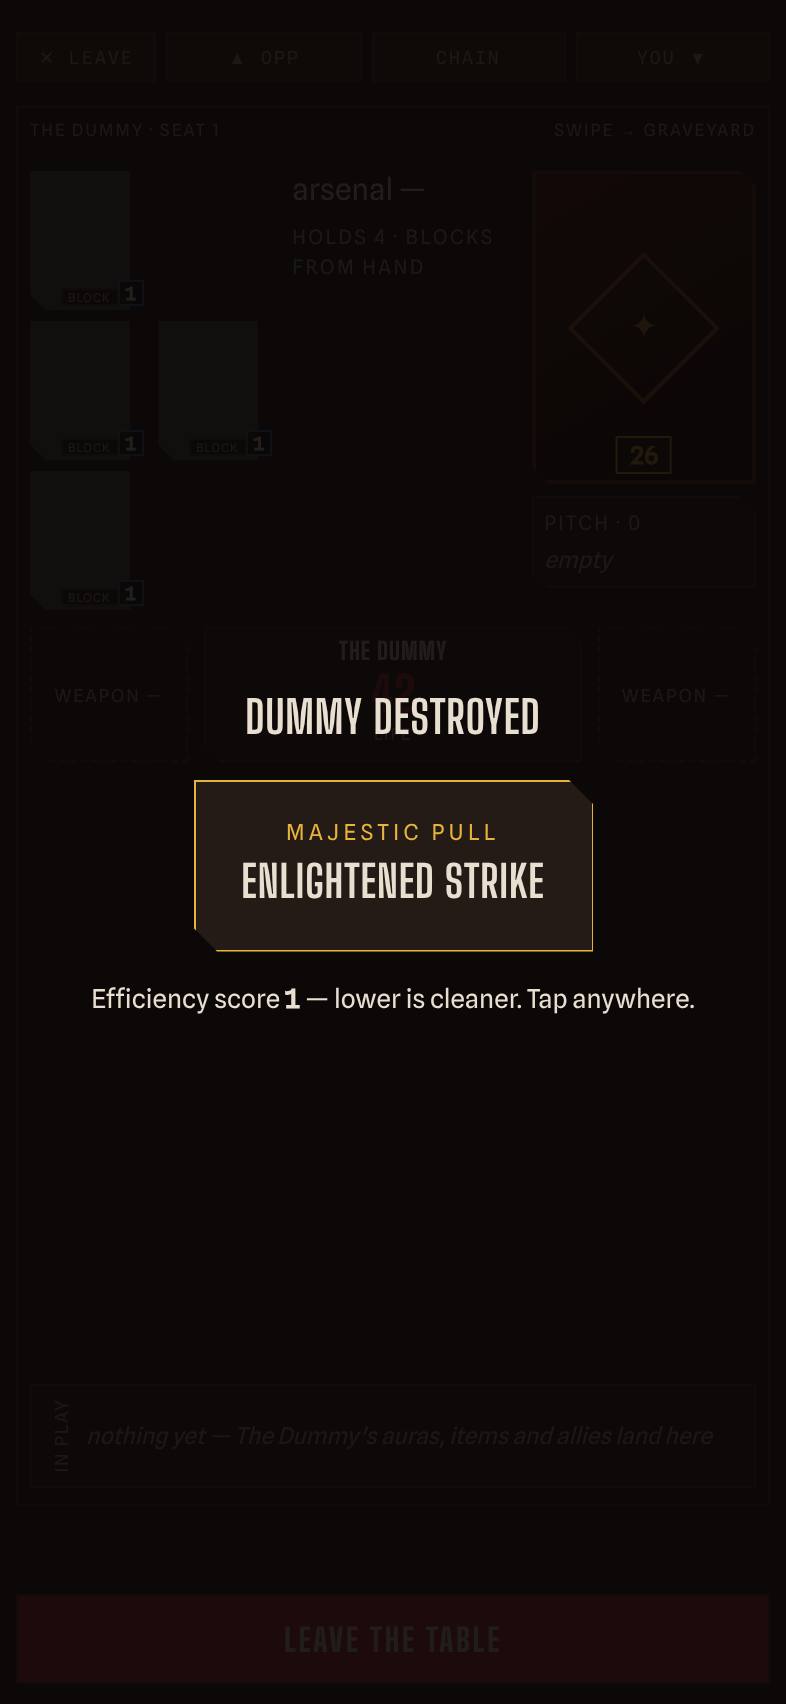 ✕ LEAVE
▲ OPP
CHAIN
YOU ▼
THE DUMMY · SEAT 1
SWIPE → GRAVEYARD
arsenal —
HOLDS 4 · BLOCKS
FROM HAND
BLOCK 1
BLOCK 1
BLOCK 1
BLOCK 1
26
PITCH · 0
empty
WEAPON —
THE DUMMY
WEAPON —
DUMMY DESTROYED
MAJESTIC PULL
ENLIGHTENED STRIKE
Efficiency score 1 — lower is cleaner. Tap anywhere.
IN PLAY
nothing yet — The Dummy's auras, items and allies land here
LEAVE THE TABLE